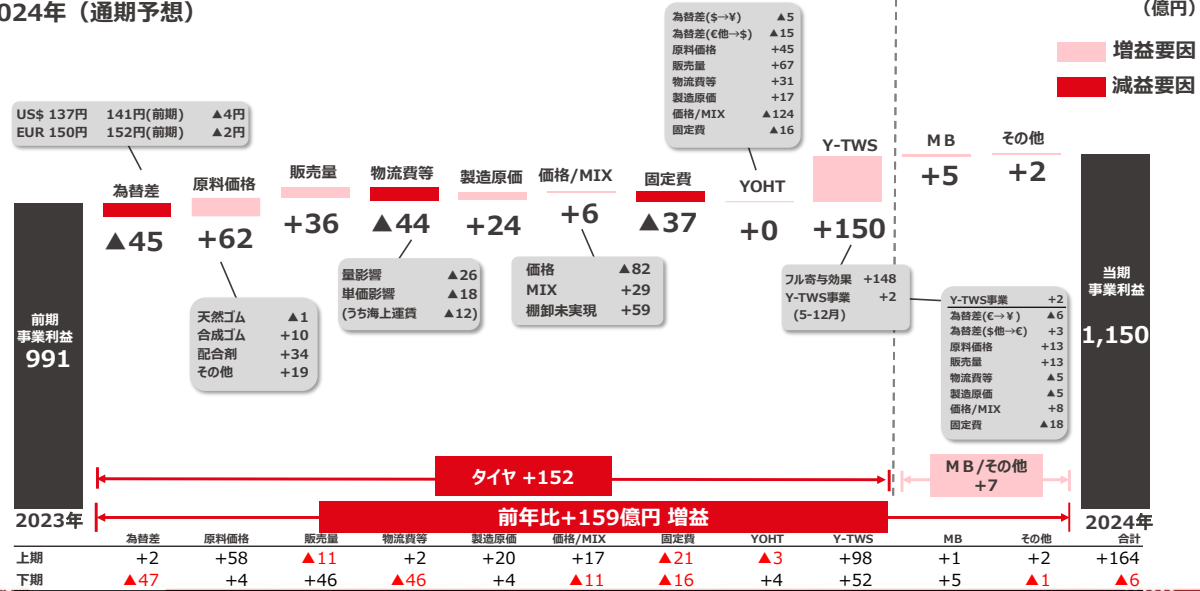 024年（通期予想）
（億円）
増益要因
減益要因
US$ 137円 141円(前期) ▲4円
EUR 150円 152円(前期) ▲2円
為替差($→¥) ▲5
為替差(€他→$) ▲15
原料価格 +45
販売量 +67
物流費等 +31
製造原価 +17
価格/MIX ▲124
固定費 ▲16
前期
事業利益
991
為替差
▲45
原料価格
+62
販売量
+36
物流費等
▲44
製造原価
+24
価格/MIX
+6
固定費
▲37
YOHT
+0
Y-TWS
+150
ＭＢ
+5
その他
+2
当期
事業利益
1,150
天然ゴム ▲1
合成ゴム +10
配合剤 +34
その他 +19
量影響 ▲26
単価影響 ▲18
(うち海上運賃 ▲12)
価格 ▲82
MIX +29
棚卸未実現 +59
フル寄与効果 +148
Y-TWS事業 +2
(5-12月)
Y-TWS事業 +2
為替差(€→¥) ▲6
為替差($他→€) +3
原料価格 +13
販売量 +13
物流費等 ▲5
製造原価 ▲5
価格/MIX +8
固定費 ▲18
タイヤ +152
ＭＢ/その他
+7
前年比+159億円 増益
2023年
2024年
為替差 原料価格 販売量 物流費等 製造原価 価格/MIX 固定費 YOHT Y-TWS MB その他 合計
上期 +2 +58 ▲11 +2 +20 +17 ▲21 ▲3 +98 +1 +2 +164
下期 ▲47 +4 +46 ▲46 +4 ▲11 ▲16 +4 +52 +5 ▲1 ▲6